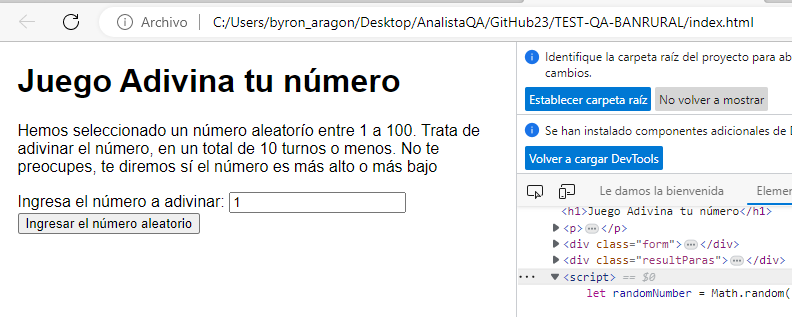 Archivo
C:/Users/byron_aragon/Desktop/AnalistaQA/GitHub23/TEST-QA-BANRURAL/index.html
Juego Adivina tu número
Hemos seleccionado un número aleatorío entre 1 a 100. Trata de
adivinar el número, en un total de 10 turnos o menos. No te
preocupes, te diremos sí el número es más alto o más bajo
Ingresa el número a adivinar: 1
Ingresar el número aleatorio
Identifique la carpeta raíz del proyecto para ab
cambios.
Establecer carpeta raíz No volver a mostrar
Se han instalado componentes adicionales de D
Volver a cargar DevTools
Le damos la bienvenida Elemen
<h1>Juego Adivina tu número</h1>
<p>…</p>
<div class="form">…</div>
<div class="resultParas">…</div>
<script> == $0
let randomNumber = Math.random(